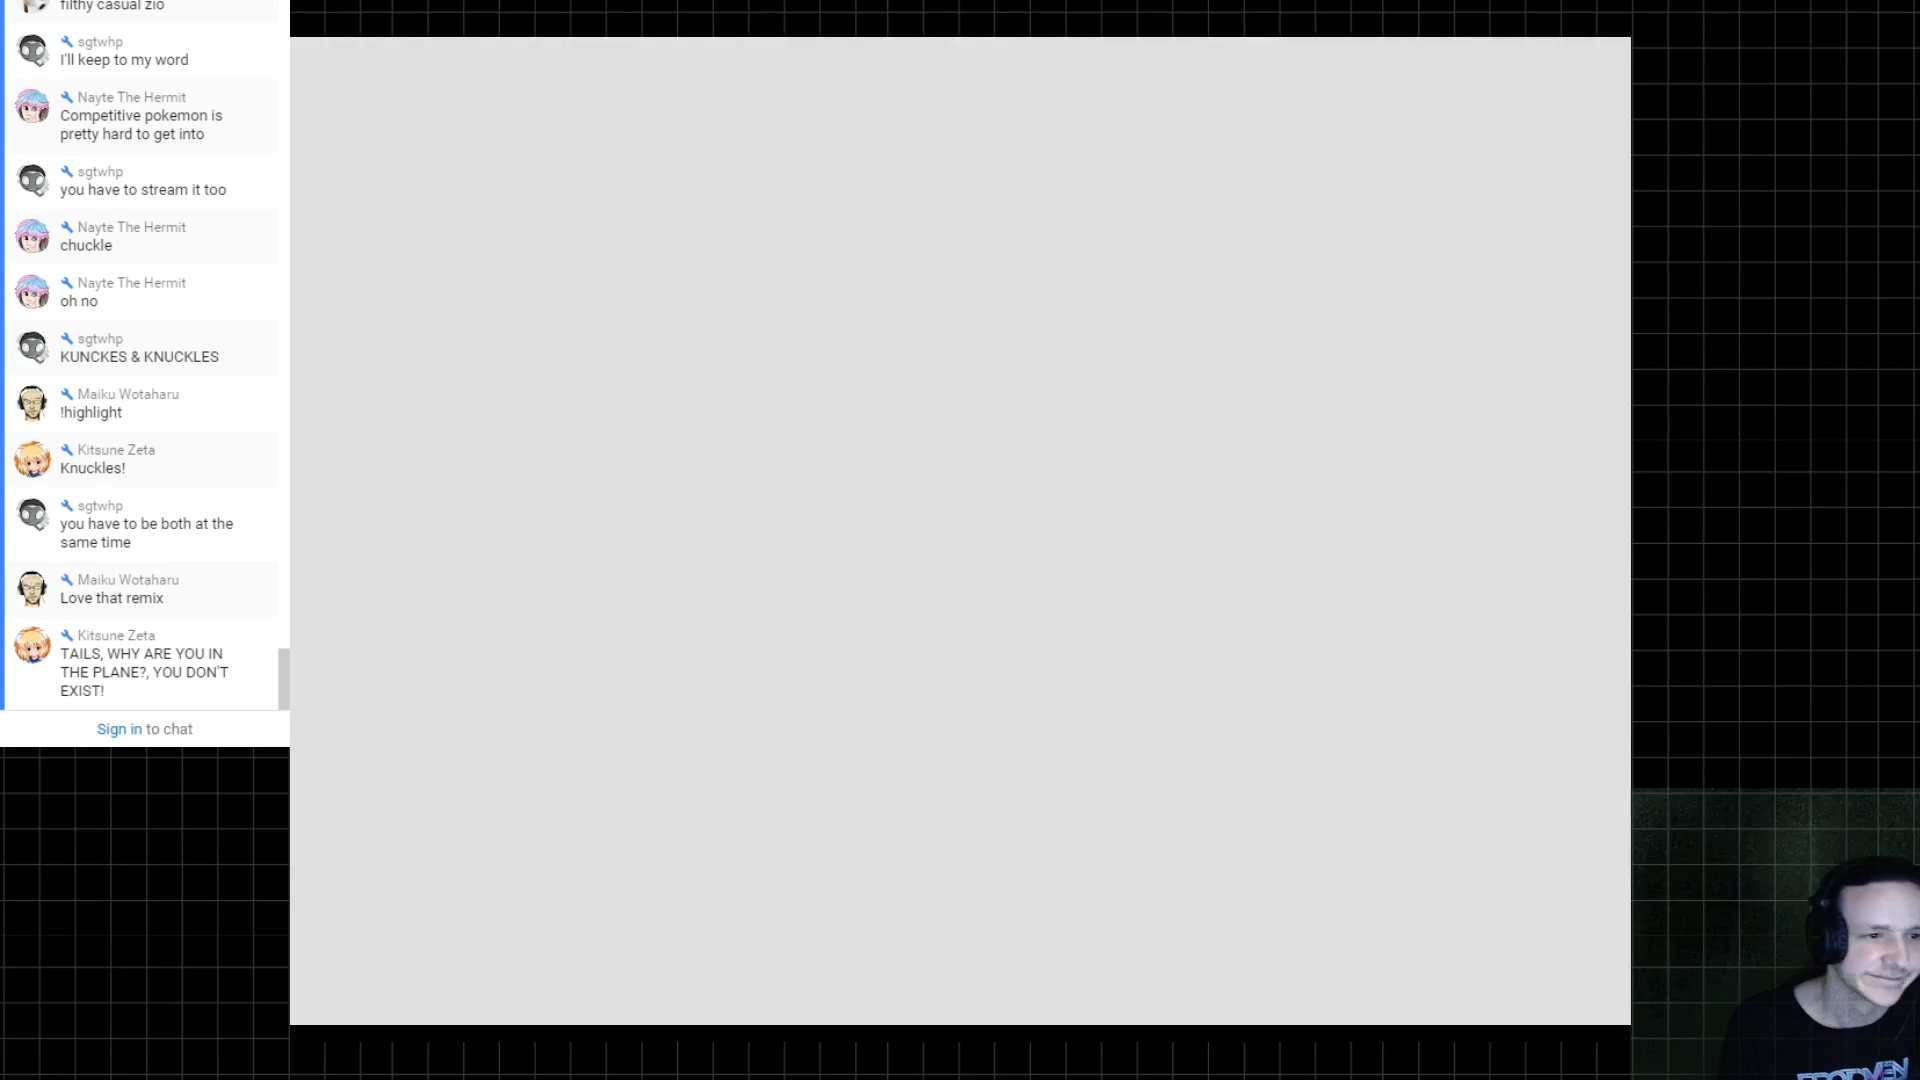 filthy casual zio
sgtwhp
I'll keep to my word
Nayte The Hermit
Competitive pokemon is
pretty hard to get into
sgtwhp
you have to stream it too
Nayte The Hermit
chuckle
Nayte The Hermit
oh no
sgtwhp
KUNCKES & KNUCKLES
Maiku Wotaharu
!highlight
Kitsune Zeta
Knuckles!
sgtwhp
you have to be both at the
same time
Maiku Wotaharu
Love that remix
Kitsune Zeta
TAILS, WHY ARE YOU IN
THE PLANE?, YOU DON'T
EXIST!
Sign in to chat